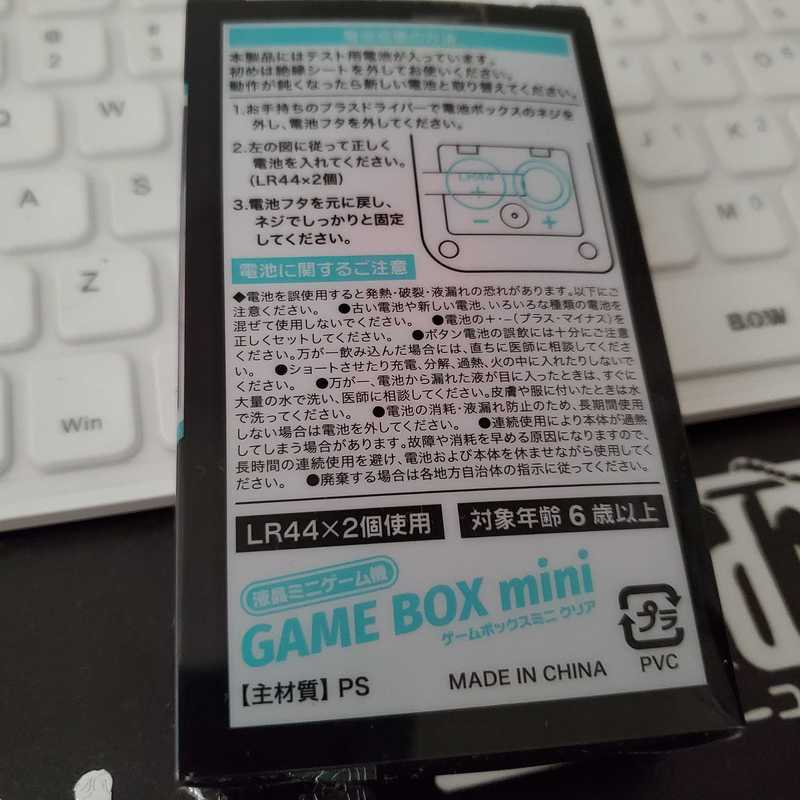 電池交換の方法
本製品にはテスト用電池が入っています。
初めは絶縁シートを外してお使いください。
動作が鈍くなったら新しい電池と取り替えてください。
1.お手持ちのプラスドライバーで電池ボックスのネジを
外し、電池フタを外してください。
2.左の図に従って正しく
電池を入れてください。
(LR44×2個)
3.電池フタを元に戻し、
ネジでしっかりと固定
してください。
LR44
+
− +
電池に関するご注意
◆電池を誤使用すると発熱・破裂・液漏れの恐れがあります。以下にご
注意ください。 ●古い電池や新しい電池、いろいろな種類の電池を
混ぜて使用しないでください。 ●電池の+・−(プラス・マイナス)を
正しくセットしてください。 ●ボタン電池の誤飲には十分にご注意
ください。万が一飲み込んだ場合には、直ちに医師に相談してくださ
い。 ●ショートさせたり充電、分解、過熱、火の中に入れたりしないで
ください。 ●万が一、電池から漏れた液が目に入ったときは、すぐに
大量の水で洗い、医師に相談してください。皮膚や服に付いたときは水
で洗ってください。 ●電池の消耗・液漏れ防止のため、長期間使用
しない場合は電池を外してください。 ●連続使用により本体が過熱
してしまう場合があります。故障や消耗を早める原因になりますので、
長時間の連続使用を避け、電池および本体を休ませながら使用してく
ださい。 ●廃棄する場合は各地方自治体の指示に従ってください。
LR44×2個使用
対象年齢 6 歳以上
液晶ミニゲーム機
GAME BOX mini
ゲームボックスミニ クリア
プラ
PVC
【主材質】PS
MADE IN CHINA
W
A
S
Z
Win
2
J
K
M
B.O.W